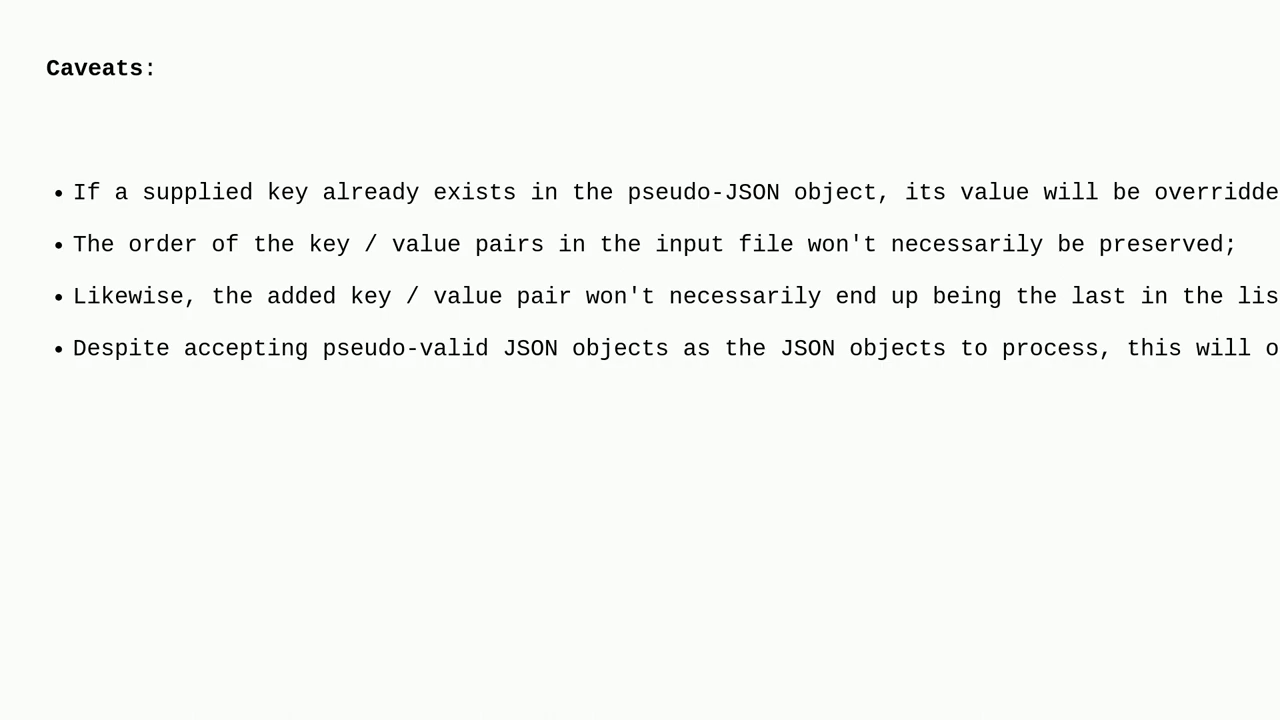 Caveats:
If a supplied key already exists in the pseudo-JSON object, its value will be
The order of the key / value pairs in the input file won't necessarily be preserved;
Likewise, the added key / value pair won't necessarily end up being the last in the
Despite accepting pseudo-valid JSON objects as the JSON objects to process, this will